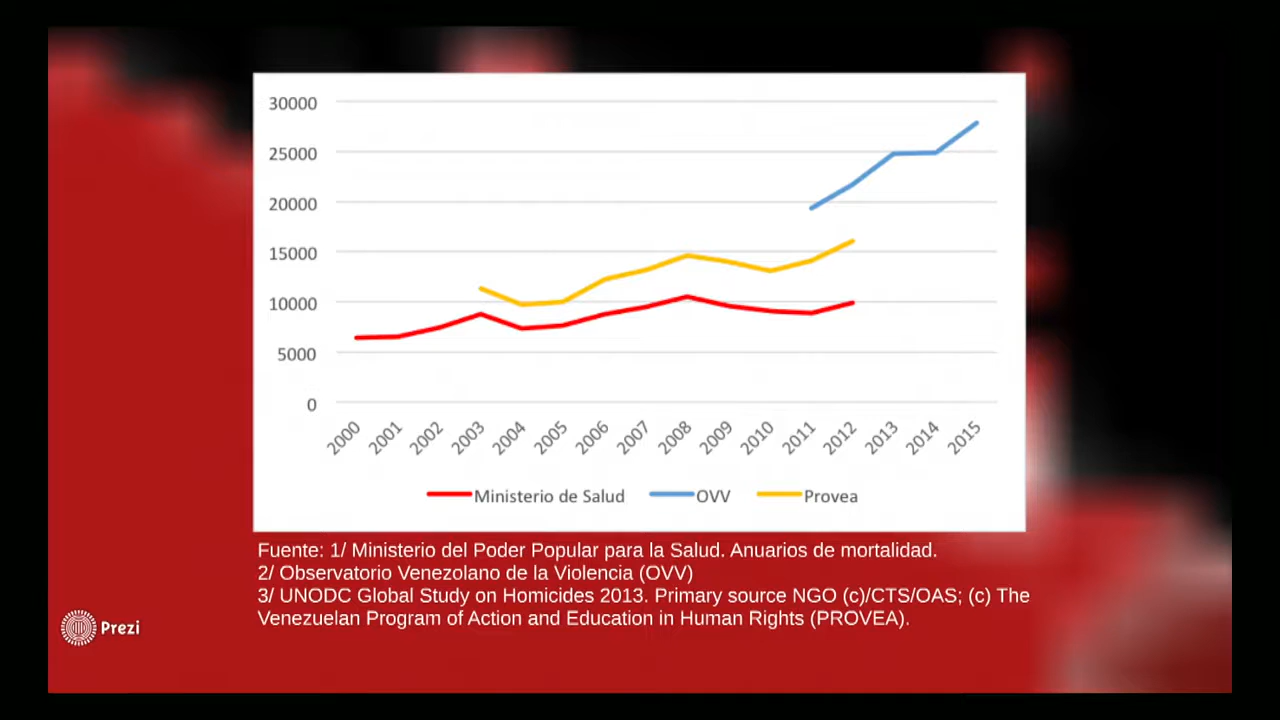 30000
25000
20000
15000
10000
5000
0
2000 2001 2002 2003 2004 2005 2006 2007 2008 2009 2010 2011 2012 2013 2014 2015
Ministerio de Salud OVV Provea
Fuente: 1/ Ministerio del Poder Popular para la Salud. Anuarios de mortalidad.
2/ Observatorio Venezolano de la Violencia (OVV)
3/ UNODC Global Study on Homicides 2013. Primary source NGO (c)/CTS/OAS; (c) The
Venezuelan Program of Action and Education in Human Rights (PROVEA).
Prezi